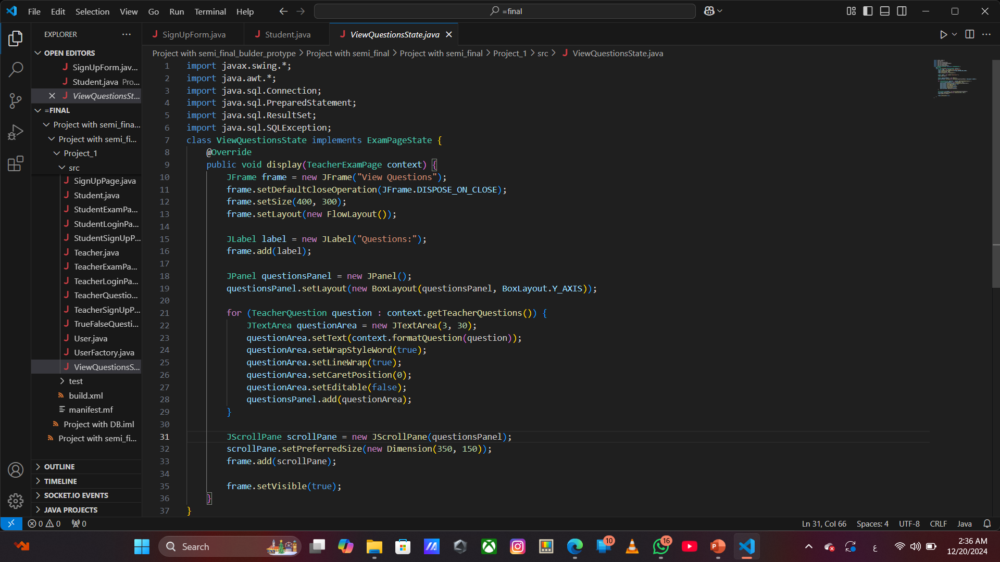 File Edit Selection View Go Run Terminal Help
=final
EXPLORER
SignUpForm.java
Student.java
ViewQuestionsState.java
OPEN EDITORS
SignUpForm.jav...
Student.java Pro...
ViewQuestionsSt...
=FINAL
Project with semi_fina...
Project with semi_fi...
Project_1
src
SignUpPage.java
Student.java
StudentExamPa...
StudentLoginPa...
StudentSignUpP...
Teacher.java
TeacherExamPa...
TeacherLoginPa...
TeacherQuestio...
TeacherSignUpP...
TrueFalseQuesti...
User.java
UserFactory.java
ViewQuestionsS...
test
build.xml
manifest.mf
Project with DB.iml
Project with semi_fi...
OUTLINE
TIMELINE
SOCKET.IO EVENTS
JAVA PROJECTS
Project with semi_final_bulder_protype > Project with semi_final > Project with semi_final > Project_1 > src > ViewQuestionsState.java
1 import javax.swing.*;
2 import java.awt.*;
3 import java.sql.Connection;
4 import java.sql.PreparedStatement;
5 import java.sql.ResultSet;
6 import java.sql.SQLException;
7 class ViewQuestionsState implements ExamPageState {
8 @Override
9 public void display(TeacherExamPage context) {
10 JFrame frame = new JFrame("View Questions");
11 frame.setDefaultCloseOperation(JFrame.DISPOSE_ON_CLOSE);
12 frame.setSize(400, 300);
13 frame.setLayout(new FlowLayout());
14
15 JLabel label = new JLabel("Questions:");
16 frame.add(label);
17
18 JPanel questionsPanel = new JPanel();
19 questionsPanel.setLayout(new BoxLayout(questionsPanel, BoxLayout.Y_AXIS));
20
21 for (TeacherQuestion question : context.getTeacherQuestions()) {
22 JTextArea questionArea = new JTextArea(3, 30);
23 questionArea.setText(context.formatQuestion(question));
24 questionArea.setWrapStyleWord(true);
25 questionArea.setLineWrap(true);
26 questionArea.setCaretPosition(0);
27 questionArea.setEditable(false);
28 questionsPanel.add(questionArea);
29 }
30
31 JScrollPane scrollPane = new JScrollPane(questionsPanel);
32 scrollPane.setPreferredSize(new Dimension(350, 150));
33 frame.add(scrollPane);
34
35 frame.setVisible(true);
36 }
37 }
0 0 0
Ln 31, Col 66 Spaces: 4 UTF-8 CRLF Java
Search
10
16
ع
2:36 AM
12/20/2024